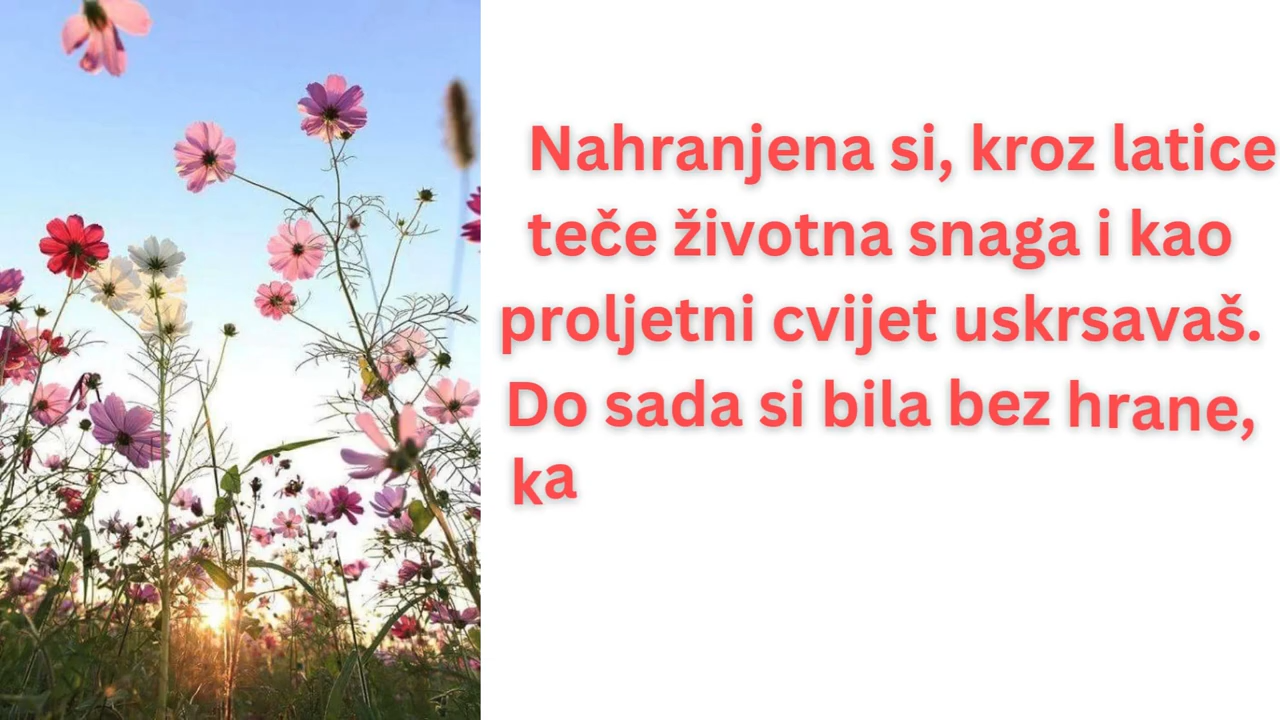 Nahranjena si, kroz latice
teče životna snaga i kao
proljetni cvijet uskrsavaš.
Do sada si bila bez hrane,
ka